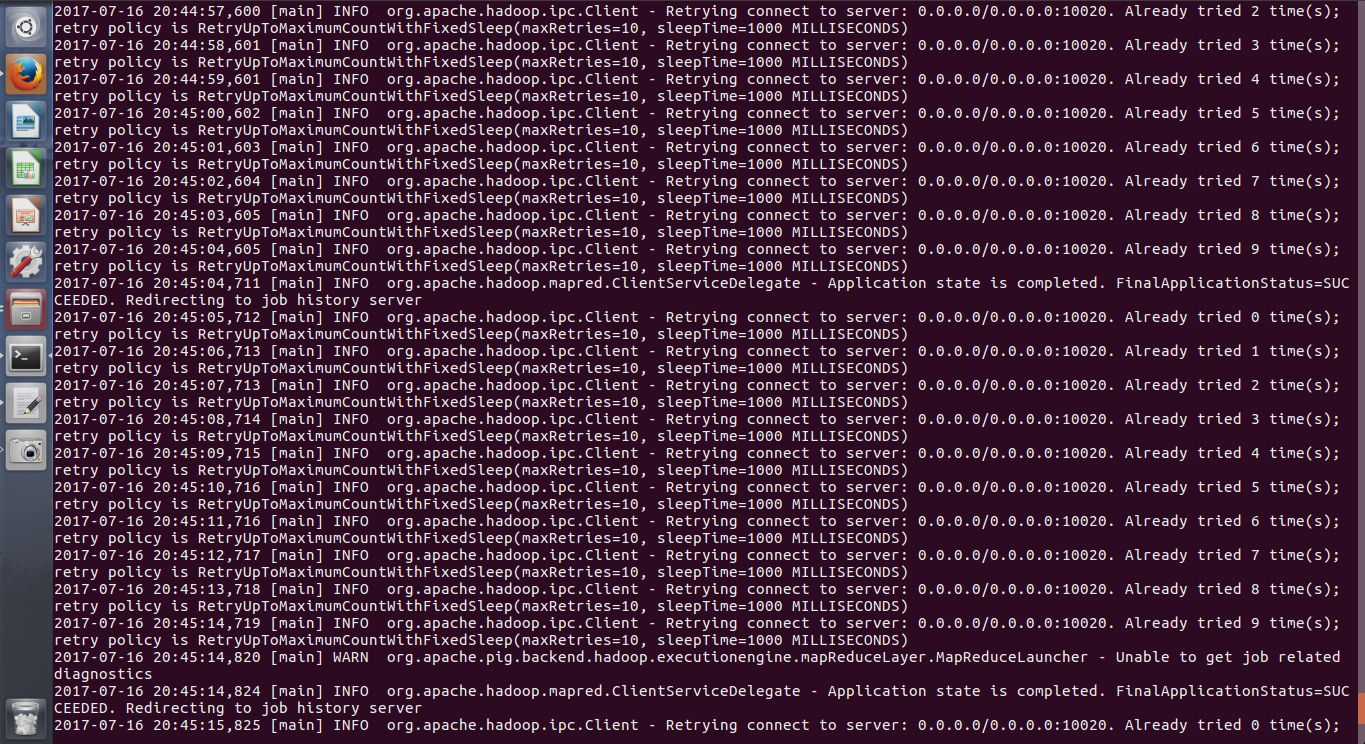 2017-07-16 20:44:57,600 [main] INFO  org.apache.hadoop.ipc.Client - Retrying connect to server: 0.0.0.0/0.0.0.0:10020. Already tried 2 time(s);
retry policy is RetryUpToMaximumCountWithFixedSleep(maxRetries=10, sleepTime=1000 MILLISECONDS)
2017-07-16 20:44:58,601 [main] INFO  org.apache.hadoop.ipc.Client - Retrying connect to server: 0.0.0.0/0.0.0.0:10020. Already tried 3 time(s);
retry policy is RetryUpToMaximumCountWithFixedSleep(maxRetries=10, sleepTime=1000 MILLISECONDS)
2017-07-16 20:44:59,601 [main] INFO  org.apache.hadoop.ipc.Client - Retrying connect to server: 0.0.0.0/0.0.0.0:10020. Already tried 4 time(s);
retry policy is RetryUpToMaximumCountWithFixedSleep(maxRetries=10, sleepTime=1000 MILLISECONDS)
2017-07-16 20:45:00,602 [main] INFO  org.apache.hadoop.ipc.Client - Retrying connect to server: 0.0.0.0/0.0.0.0:10020. Already tried 5 time(s);
retry policy is RetryUpToMaximumCountWithFixedSleep(maxRetries=10, sleepTime=1000 MILLISECONDS)
2017-07-16 20:45:01,603 [main] INFO  org.apache.hadoop.ipc.Client - Retrying connect to server: 0.0.0.0/0.0.0.0:10020. Already tried 6 time(s);
retry policy is RetryUpToMaximumCountWithFixedSleep(maxRetries=10, sleepTime=1000 MILLISECONDS)
2017-07-16 20:45:02,604 [main] INFO  org.apache.hadoop.ipc.Client - Retrying connect to server: 0.0.0.0/0.0.0.0:10020. Already tried 7 time(s);
retry policy is RetryUpToMaximumCountWithFixedSleep(maxRetries=10, sleepTime=1000 MILLISECONDS)
2017-07-16 20:45:03,605 [main] INFO  org.apache.hadoop.ipc.Client - Retrying connect to server: 0.0.0.0/0.0.0.0:10020. Already tried 8 time(s);
retry policy is RetryUpToMaximumCountWithFixedSleep(maxRetries=10, sleepTime=1000 MILLISECONDS)
2017-07-16 20:45:04,605 [main] INFO  org.apache.hadoop.ipc.Client - Retrying connect to server: 0.0.0.0/0.0.0.0:10020. Already tried 9 time(s);
retry policy is RetryUpToMaximumCountWithFixedSleep(maxRetries=10, sleepTime=1000 MILLISECONDS)
2017-07-16 20:45:04,711 [main] INFO  org.apache.hadoop.mapred.ClientServiceDelegate - Application state is completed. FinalApplicationStatus=SUC
CEEDED. Redirecting to job history server
2017-07-16 20:45:05,712 [main] INFO  org.apache.hadoop.ipc.Client - Retrying connect to server: 0.0.0.0/0.0.0.0:10020. Already tried 0 time(s);
retry policy is RetryUpToMaximumCountWithFixedSleep(maxRetries=10, sleepTime=1000 MILLISECONDS)
2017-07-16 20:45:06,713 [main] INFO  org.apache.hadoop.ipc.Client - Retrying connect to server: 0.0.0.0/0.0.0.0:10020. Already tried 1 time(s);
retry policy is RetryUpToMaximumCountWithFixedSleep(maxRetries=10, sleepTime=1000 MILLISECONDS)
2017-07-16 20:45:07,713 [main] INFO  org.apache.hadoop.ipc.Client - Retrying connect to server: 0.0.0.0/0.0.0.0:10020. Already tried 2 time(s);
retry policy is RetryUpToMaximumCountWithFixedSleep(maxRetries=10, sleepTime=1000 MILLISECONDS)
2017-07-16 20:45:08,714 [main] INFO  org.apache.hadoop.ipc.Client - Retrying connect to server: 0.0.0.0/0.0.0.0:10020. Already tried 3 time(s);
retry policy is RetryUpToMaximumCountWithFixedSleep(maxRetries=10, sleepTime=1000 MILLISECONDS)
2017-07-16 20:45:09,715 [main] INFO  org.apache.hadoop.ipc.Client - Retrying connect to server: 0.0.0.0/0.0.0.0:10020. Already tried 4 time(s);
retry policy is RetryUpToMaximumCountWithFixedSleep(maxRetries=10, sleepTime=1000 MILLISECONDS)
2017-07-16 20:45:10,716 [main] INFO  org.apache.hadoop.ipc.Client - Retrying connect to server: 0.0.0.0/0.0.0.0:10020. Already tried 5 time(s);
retry policy is RetryUpToMaximumCountWithFixedSleep(maxRetries=10, sleepTime=1000 MILLISECONDS)
2017-07-16 20:45:11,716 [main] INFO  org.apache.hadoop.ipc.Client - Retrying connect to server: 0.0.0.0/0.0.0.0:10020. Already tried 6 time(s);
retry policy is RetryUpToMaximumCountWithFixedSleep(maxRetries=10, sleepTime=1000 MILLISECONDS)
2017-07-16 20:45:12,717 [main] INFO  org.apache.hadoop.ipc.Client - Retrying connect to server: 0.0.0.0/0.0.0.0:10020. Already tried 7 time(s);
retry policy is RetryUpToMaximumCountWithFixedSleep(maxRetries=10, sleepTime=1000 MILLISECONDS)
2017-07-16 20:45:13,718 [main] INFO  org.apache.hadoop.ipc.Client - Retrying connect to server: 0.0.0.0/0.0.0.0:10020. Already tried 8 time(s);
retry policy is RetryUpToMaximumCountWithFixedSleep(maxRetries=10, sleepTime=1000 MILLISECONDS)
2017-07-16 20:45:14,719 [main] INFO  org.apache.hadoop.ipc.Client - Retrying connect to server: 0.0.0.0/0.0.0.0:10020. Already tried 9 time(s);
retry policy is RetryUpToMaximumCountWithFixedSleep(maxRetries=10, sleepTime=1000 MILLISECONDS)
2017-07-16 20:45:14,820 [main] WARN  org.apache.pig.backend.hadoop.executionengine.mapReduceLayer.MapReduceLauncher - Unable to get job related
diagnostics
2017-07-16 20:45:14,824 [main] INFO  org.apache.hadoop.mapred.ClientServiceDelegate - Application state is completed. FinalApplicationStatus=SUC
CEEDED. Redirecting to job history server
2017-07-16 20:45:15,825 [main] INFO  org.apache.hadoop.ipc.Client - Retrying connect to server: 0.0.0.0/0.0.0.0:10020. Already tried 0 time(s);